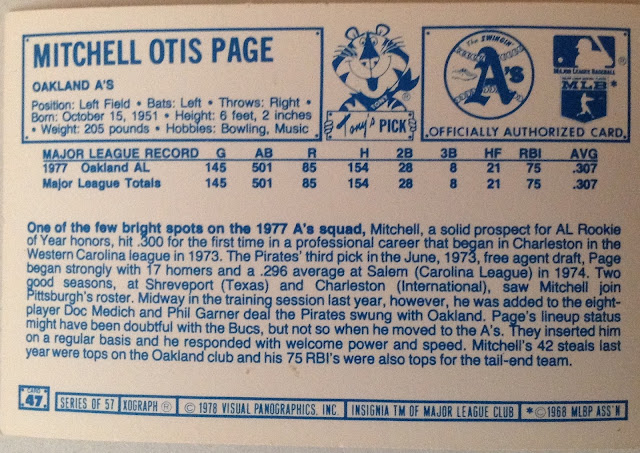 MITCHELL OTIS PAGE
OAKLAND A'S
Position: Left Field • Bats: Left • Throws: Right •
Born: October 15, 1951 • Height: 6 feet, 2 inches
• Weight: 205 pounds • Hobbies: Bowling, Music
Tony's PICK
The SWINGIN'
A's
OFFICIALLY AUTHORIZED CARD
MAJOR LEAGUE BASEBALL
MLB
MAJOR LEAGUE RECORD G AB R H 2B 3B HF RBI AVG
1977 Oakland AL 145 501 85 154 28 8 21 75 .307
Major League Totals 145 501 85 154 28 8 21 75 .307
One of the few bright spots on the 1977 A's squad, Mitchell, a solid prospect for AL Rookie
of Year honors, hit .300 for the first time in a professional career that began in Charleston in the
Western Carolina league in 1973. The Pirates' third pick in the June, 1973, free agent draft, Page
began strongly with 17 homers and a .296 average at Salem (Carolina League) in 1974. Two
good seasons, at Shreveport (Texas) and Charleston (International), saw Mitchell join
Pittsburgh's roster. Midway in the training session last year, however, he was added to the eight-
player Doc Medich and Phil Garner deal the Pirates swung with Oakland. Page's lineup status
might have been doubtful with the Bucs, but not so when he moved to the A's. They inserted him
on a regular basis and he responded with welcome power and speed. Mitchell's 42 steals last
year were tops on the Oakland club and his 75 RBI's were also tops for the tail-end team.
CARD
47 SERIES OF 57 XOGRAPH ® © 1978 VISUAL PANOGRAPHICS, INC. INSIGNIA TM OF MAJOR LEAGUE CLUB *©1968 MLBP ASS'N